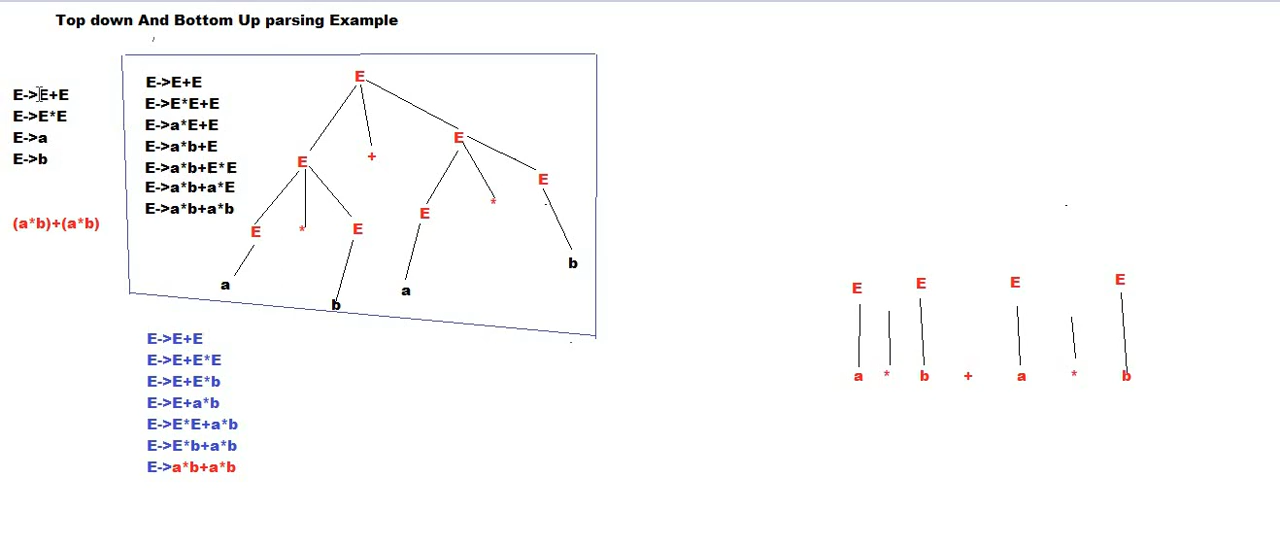 Top down And Bottom Up parsing Example
E->E+E
E->E*E
E->a
E->b
(a*b)+(a*b)
E->E+E
E->E*E+E
E->a*E+E
E->a*b+E
E->a*b+E*E
E->a*b+a*E
E->a*b+a*b
E
E + E
E * E E * E
a b a b
E->E+E
E->E+E*E
E->E+E*b
E->E+a*b
E->E*E+a*b
E->E*b+a*b
E->a*b+a*b
E E E E
a * b + a * b